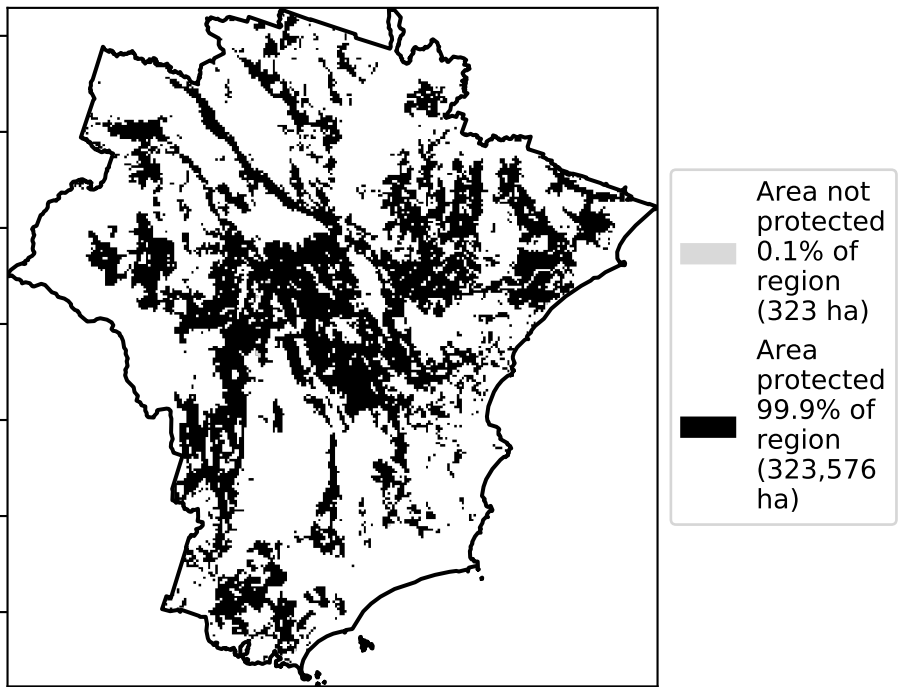 Area not
protected
0.1% of
region
(323 ha)
Area
protected
99.9% of
region
(323,576
ha)